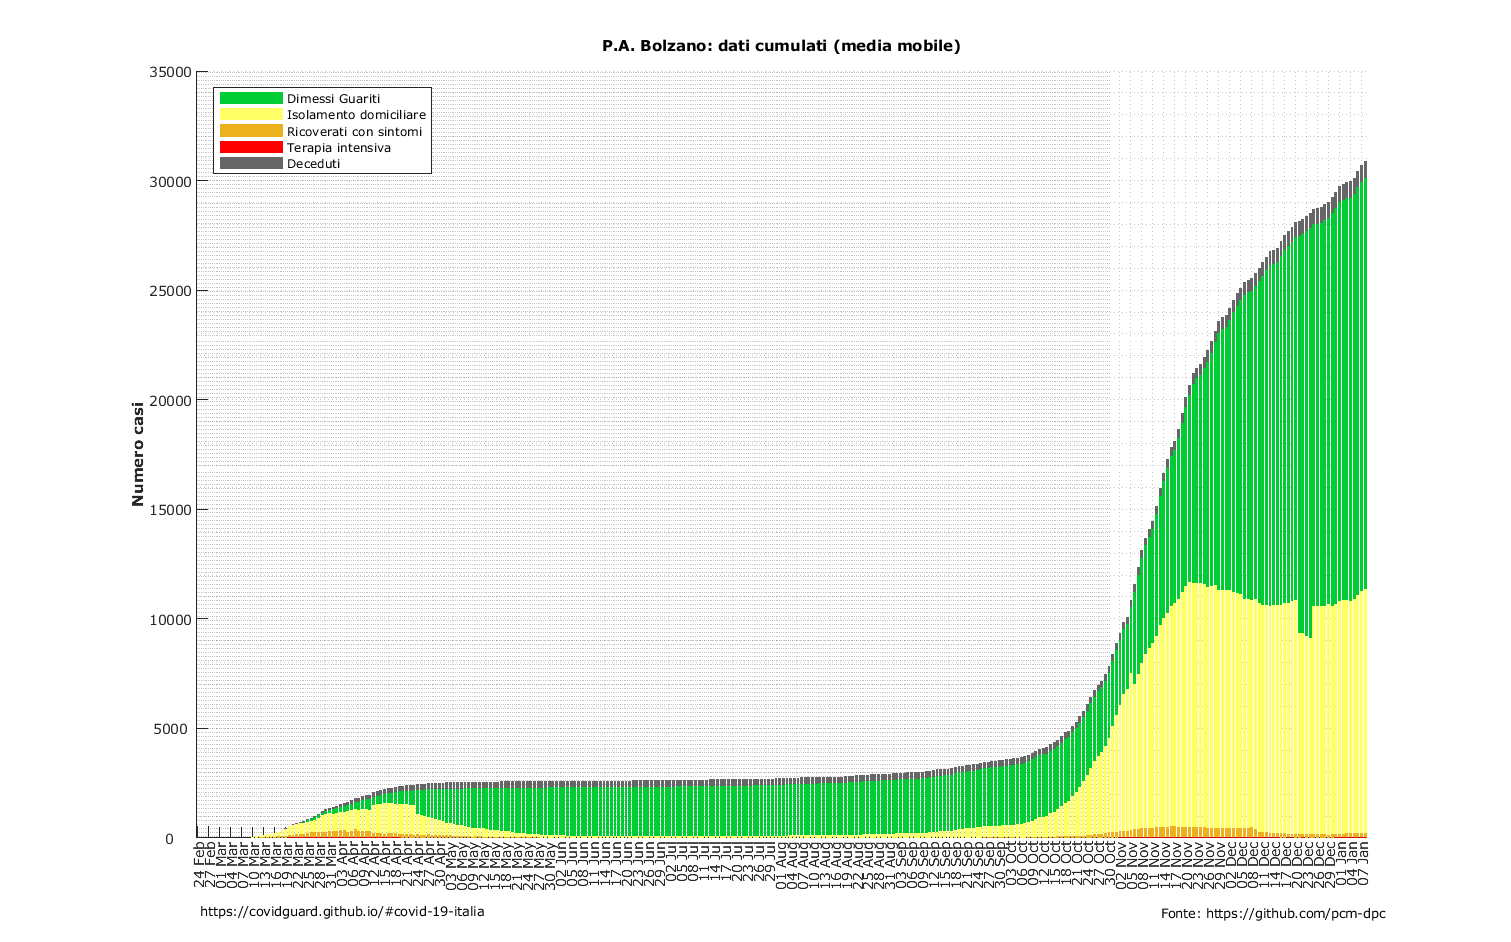 P.A. Bolzano: dati cumulati (media mobile)
35000
30000
25000
20000
15000
10000
5000
0
Numero casi
Dimessi Guariti
Isolamento domiciliare
Ricoverati con sintomi
Terapia intensiva
Deceduti
24 Feb
27 Feb
01 Mar
04 Mar
07 Mar
10 Mar
13 Mar
16 Mar
19 Mar
22 Mar
25 Mar
28 Mar
31 Mar
03 Apr
06 Apr
09 Apr
12 Apr
15 Apr
18 Apr
21 Apr
24 Apr
27 Apr
30 Apr
03 May
06 May
09 May
12 May
15 May
18 May
21 May
24 May
27 May
30 May
02 Jun
05 Jun
08 Jun
11 Jun
14 Jun
17 Jun
20 Jun
23 Jun
26 Jun
29 Jun
02 Jul
05 Jul
08 Jul
11 Jul
14 Jul
17 Jul
20 Jul
23 Jul
26 Jul
29 Jul
01 Aug
04 Aug
07 Aug
10 Aug
13 Aug
16 Aug
19 Aug
22 Aug
25 Aug
28 Aug
31 Aug
03 Sep
06 Sep
09 Sep
12 Sep
15 Sep
18 Sep
21 Sep
24 Sep
27 Sep
30 Sep
03 Oct
06 Oct
09 Oct
12 Oct
15 Oct
18 Oct
21 Oct
24 Oct
27 Oct
30 Oct
02 Nov
05 Nov
08 Nov
11 Nov
14 Nov
17 Nov
20 Nov
23 Nov
26 Nov
29 Nov
02 Dec
05 Dec
08 Dec
11 Dec
14 Dec
17 Dec
20 Dec
23 Dec
26 Dec
29 Dec
01 Jan
04 Jan
07 Jan
https://covidguard.github.io/#covid-19-italia
Fonte: https://github.com/pcm-dpc